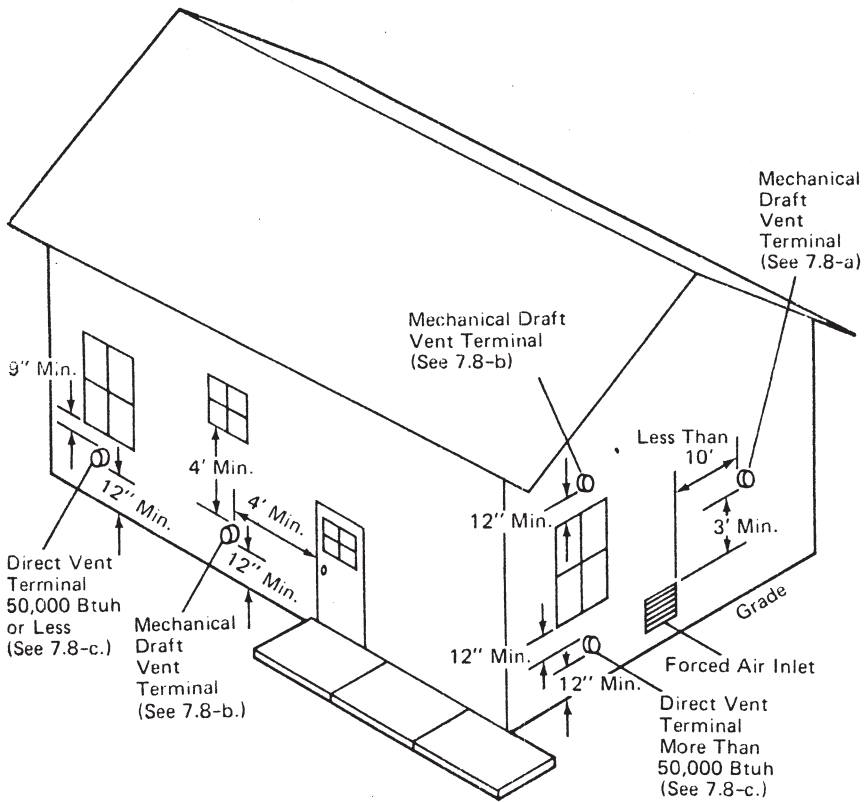 Mechanical
Draft
Vent
Terminal
(See 7.8-a)
Mechanical Draft
Vent Terminal
(See 7.8-b)
9" Min.
Less Than
10'
4' Min.
4' Min.
12" Min.
3' Min.
12" Min.
12" Min.
Direct Vent
Terminal
50,000 Btuh
or Less
(See 7.8-c.)
Mechanical
Draft
Vent
Terminal
(See 7.8-b.)
Grade
12" Min.
Forced Air Inlet
12" Min.
Direct Vent
Terminal
More Than
50,000 Btuh
(See 7.8-c.)